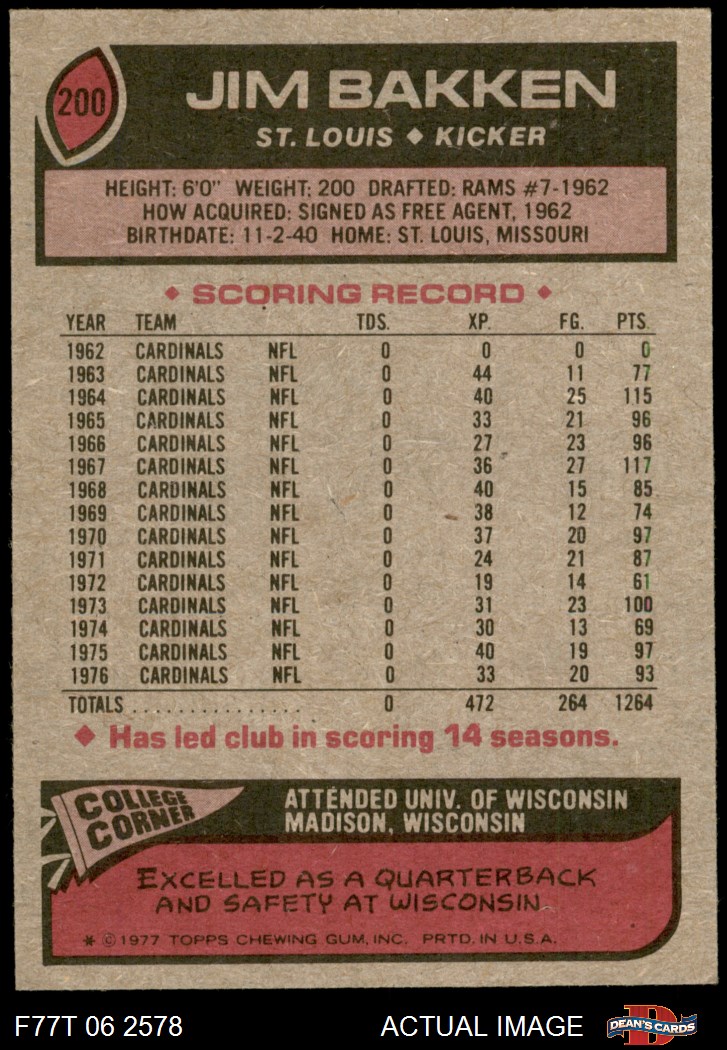 200
JIM BAKKEN
ST. LOUIS ♦ KICKER
HEIGHT: 6'0" WEIGHT: 200 DRAFTED: RAMS #7-1962
HOW ACQUIRED: SIGNED AS FREE AGENT, 1962
BIRTHDATE: 11-2-40 HOME: ST. LOUIS, MISSOURI
♦ SCORING RECORD ♦
YEAR TEAM TDS. XP. FG. PTS.
1962 CARDINALS NFL 0 0 0 0
1963 CARDINALS NFL 0 44 11 77
1964 CARDINALS NFL 0 40 25 115
1965 CARDINALS NFL 0 33 21 96
1966 CARDINALS NFL 0 27 23 96
1967 CARDINALS NFL 0 36 27 117
1968 CARDINALS NFL 0 40 15 85
1969 CARDINALS NFL 0 38 12 74
1970 CARDINALS NFL 0 37 20 97
1971 CARDINALS NFL 0 24 21 87
1972 CARDINALS NFL 0 19 14 61
1973 CARDINALS NFL 0 31 23 100
1974 CARDINALS NFL 0 30 13 69
1975 CARDINALS NFL 0 40 19 97
1976 CARDINALS NFL 0 33 20 93
TOTALS ............... 0 472 264 1264
♦ Has led club in scoring 14 seasons.
COLLEGE
CORNER
ATTENDED UNIV. OF WISCONSIN
MADISON, WISCONSIN
EXCELLED AS A QUARTERBACK
AND SAFETY AT WISCONSIN
* © 1977 TOPPS CHEWING GUM, INC. PRTD. IN U.S.A.
F77T 06 2578 ACTUAL IMAGE
D
DEAN'S CARDS